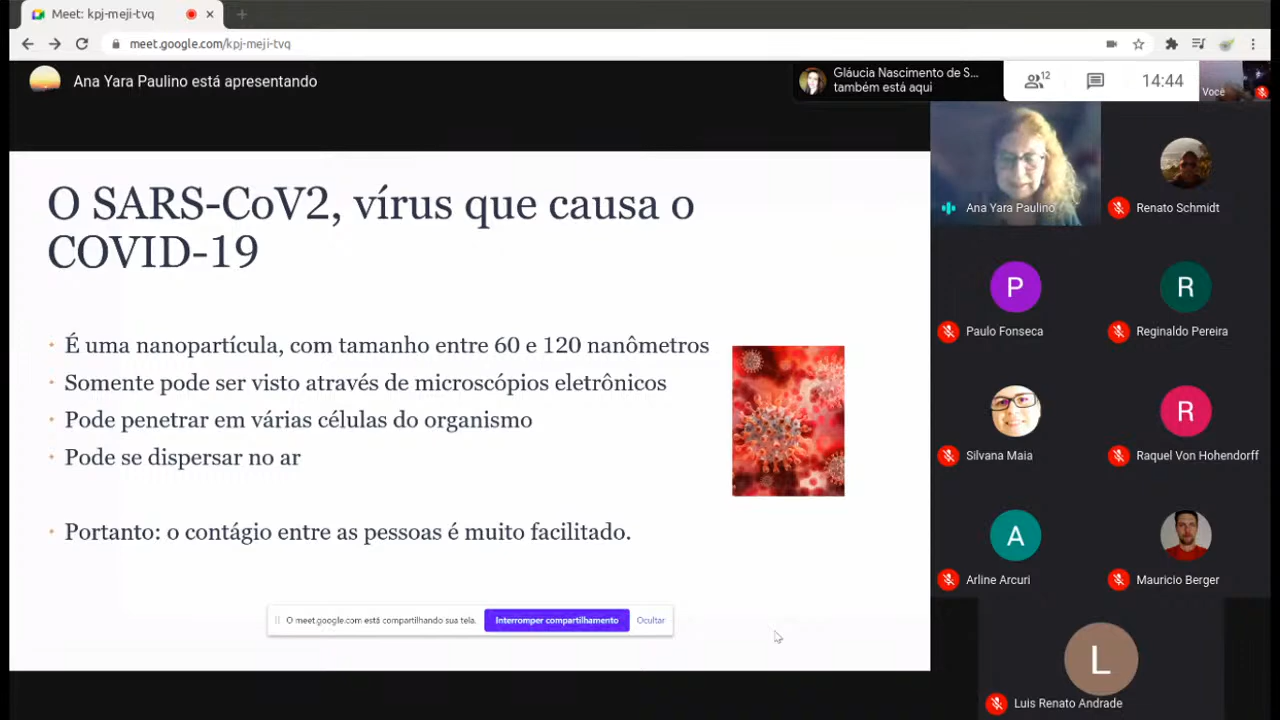 Meet: kpj-meji-tvq
meet.google.com/kpj-meji-tvq
Ana Yara Paulino está apresentando
Gláucia Nascimento de S...
também está aqui
12
14:44
Você
O SARS-CoV2, vírus que causa o
COVID-19
• É uma nanopartícula, com tamanho entre 60 e 120 nanômetros
• Somente pode ser visto através de microscópios eletrônicos
• Pode penetrar em várias células do organismo
• Pode se dispersar no ar
• Portanto: o contágio entre as pessoas é muito facilitado.
O meet.google.com está compartilhando sua tela.
Interromper compartilhamento
Ocultar
Ana Yara Paulino
Renato Schmidt
P
R
Paulo Fonseca
Reginaldo Pereira
R
Silvana Maia
Raquel Von Hohendorff
A
Arline Arcuri
Mauricio Berger
L
Luis Renato Andrade